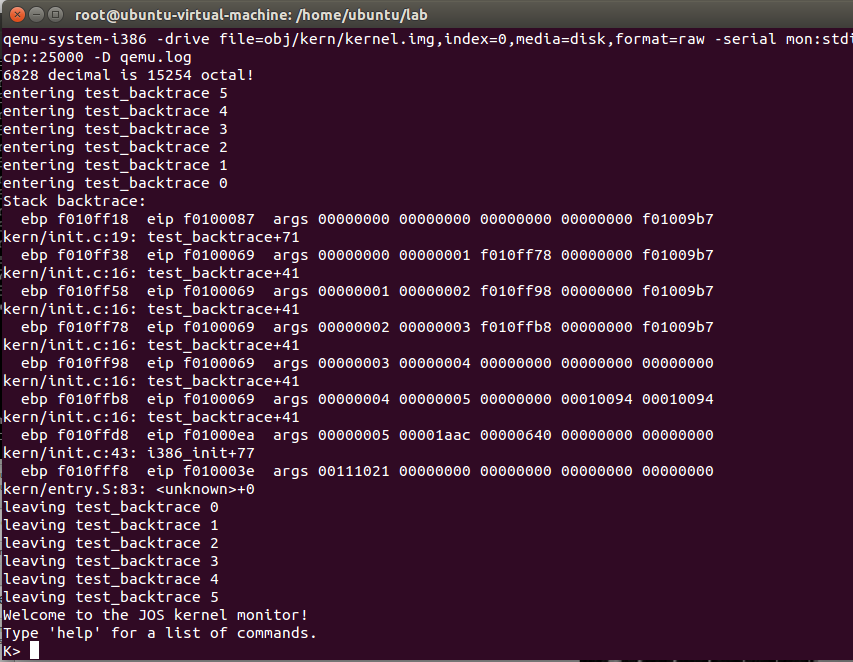 root@ubuntu-virtual-machine: /home/ubuntu/lab
qemu-system-i386 -drive file=obj/kern/kernel.img,index=0,media=disk,format=raw -serial mon:stdi
cp::25000 -D qemu.log
6828 decimal is 15254 octal!
entering test_backtrace 5
entering test_backtrace 4
entering test_backtrace 3
entering test_backtrace 2
entering test_backtrace 1
entering test_backtrace 0
Stack backtrace:
  ebp f010ff18  eip f0100087  args 00000000 00000000 00000000 00000000 f01009b7
kern/init.c:19: test_backtrace+71
  ebp f010ff38  eip f0100069  args 00000000 00000001 f010ff78 00000000 f01009b7
kern/init.c:16: test_backtrace+41
  ebp f010ff58  eip f0100069  args 00000001 00000002 f010ff98 00000000 f01009b7
kern/init.c:16: test_backtrace+41
  ebp f010ff78  eip f0100069  args 00000002 00000003 f010ffb8 00000000 f01009b7
kern/init.c:16: test_backtrace+41
  ebp f010ff98  eip f0100069  args 00000003 00000004 00000000 00000000 00000000
kern/init.c:16: test_backtrace+41
  ebp f010ffb8  eip f0100069  args 00000004 00000005 00000000 00010094 00010094
kern/init.c:16: test_backtrace+41
  ebp f010ffd8  eip f01000ea  args 00000005 00001aac 00000640 00000000 00000000
kern/init.c:43: i386_init+77
  ebp f010fff8  eip f010003e  args 00111021 00000000 00000000 00000000 00000000
kern/entry.S:83: <unknown>+0
leaving test_backtrace 0
leaving test_backtrace 1
leaving test_backtrace 2
leaving test_backtrace 3
leaving test_backtrace 4
leaving test_backtrace 5
Welcome to the JOS kernel monitor!
Type 'help' for a list of commands.
K>